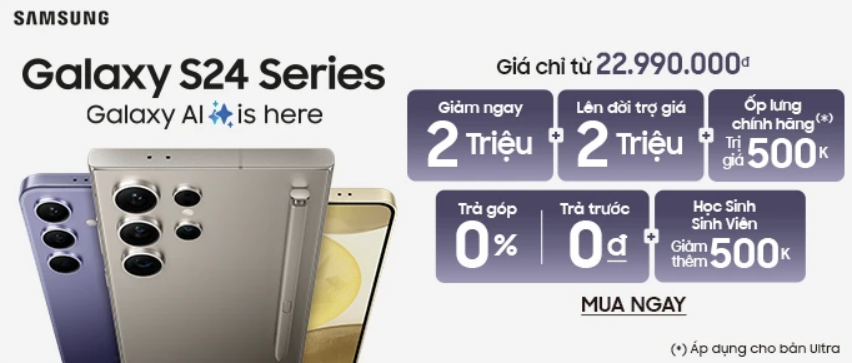 SAMSUNG
Galaxy S24 Series
Galaxy AI is here
Giá chỉ từ 22.990.000đ
Giảm ngay
2 Triệu
+
Lên đời trợ giá
2 Triệu
+
Ốp lưng
chính hãng(*)
Trị giá 500K
Trả góp
0%
Trả trước
0đ
+
Học Sinh
Sinh Viên
Giảm thêm 500K
MUA NGAY
(*) Áp dụng cho bản Ultra